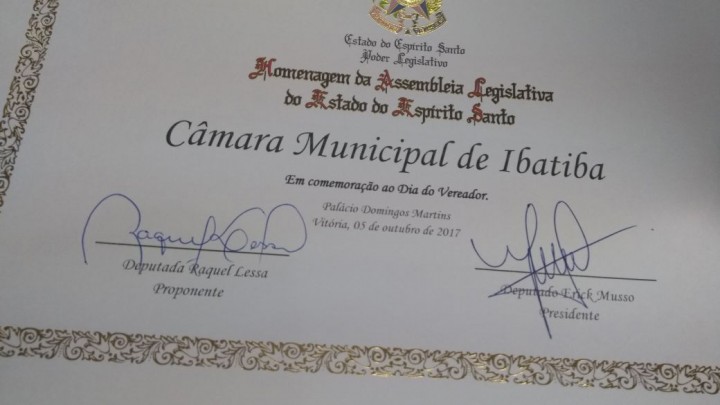 Estado do Espírito Santo
Poder Legislativo
Homenagem da Assembleia Legislativa
do Estado do Espírito Santo
Câmara Municipal de Ibatiba
Em comemoração ao Dia do Vereador.
Palácio Domingos Martins
Vitória, 05 de outubro de 2017
Raquel Lessa
Deputada Raquel Lessa
Proponente
Deputado Erick Musso
Presidente